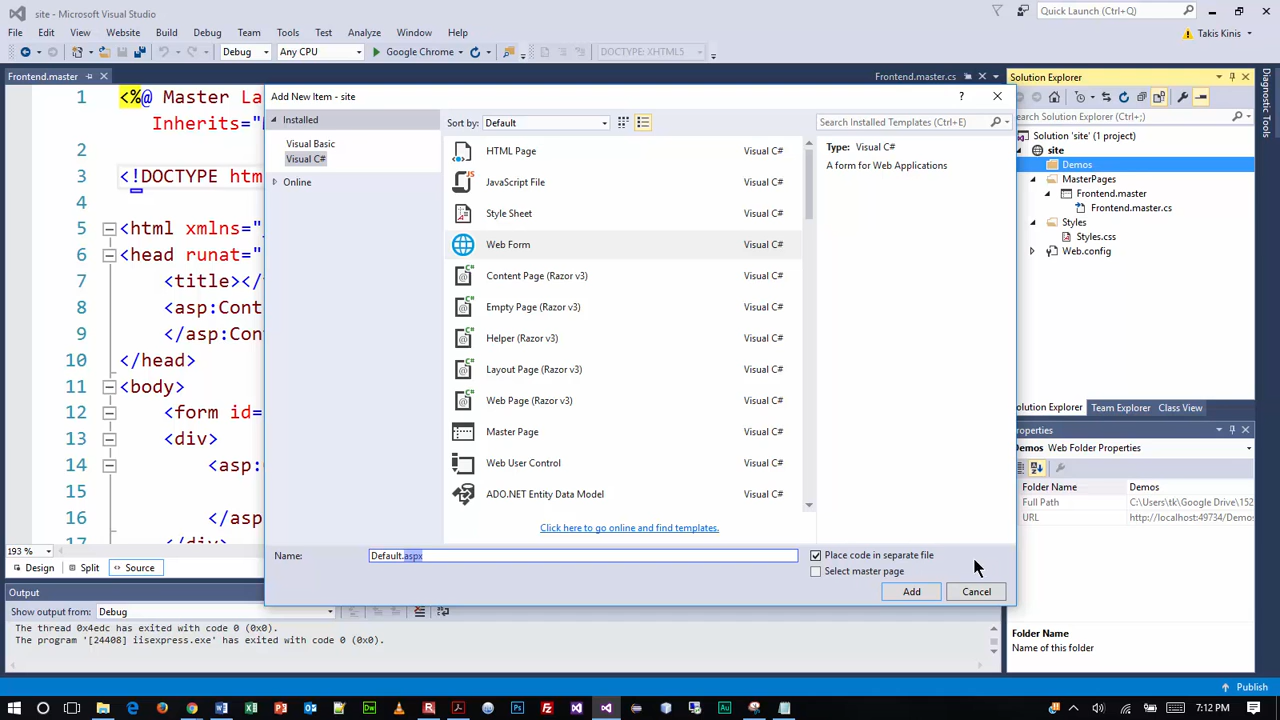 site - Microsoft Visual Studio
Quick Launch (Ctrl+Q)
File Edit View Website Build Debug Team Tools Test Analyze Window Help
Takis Kinis
Debug Any CPU Google Chrome DOCTYPE: XHTML5
Frontend.master
Frontend.master.cs
1 <%@ Master La
Inherits="
2
3 <!DOCTYPE htm
4
5 <html xmlns="
6 <head runat="
7 <title></
8 <asp:Cont
9 </asp:Con
10 </head>
11 <body>
12 <form id=
13 <div>
14 <asp:
15
16 </asp
17
193 %
Design Split Source
Output
Show output from: Debug
The thread 0x4edc has exited with code 0 (0x0).
The program '[24408] iisexpress.exe' has exited with code 0 (0x0).
Add New Item - site
?
Installed
Visual Basic
Visual C#
Online
Sort by: Default
Search Installed Templates (Ctrl+E)
HTML Page Visual C#
JavaScript File Visual C#
Style Sheet Visual C#
Web Form Visual C#
Content Page (Razor v3) Visual C#
Empty Page (Razor v3) Visual C#
Helper (Razor v3) Visual C#
Layout Page (Razor v3) Visual C#
Web Page (Razor v3) Visual C#
Master Page Visual C#
Web User Control Visual C#
ADO.NET Entity Data Model Visual C#
Click here to go online and find templates.
Type: Visual C#
A form for Web Applications
Name: Default.aspx
Place code in separate file
Select master page
Add Cancel
Solution Explorer
Search Solution Explorer (Ctrl+;)
Solution 'site' (1 project)
site
Demos
MasterPages
Frontend.master
Frontend.master.cs
Styles
Styles.css
Web.config
olution Explorer Team Explorer Class View
roperties
Demos Web Folder Properties
Folder Name Demos
Full Path C:\Users\tk\Google Drive\152
URL http://localhost:49734/Demos
Folder Name
Name of this folder
Toolbox
Diagnostic Tools
Publish
7:12 PM